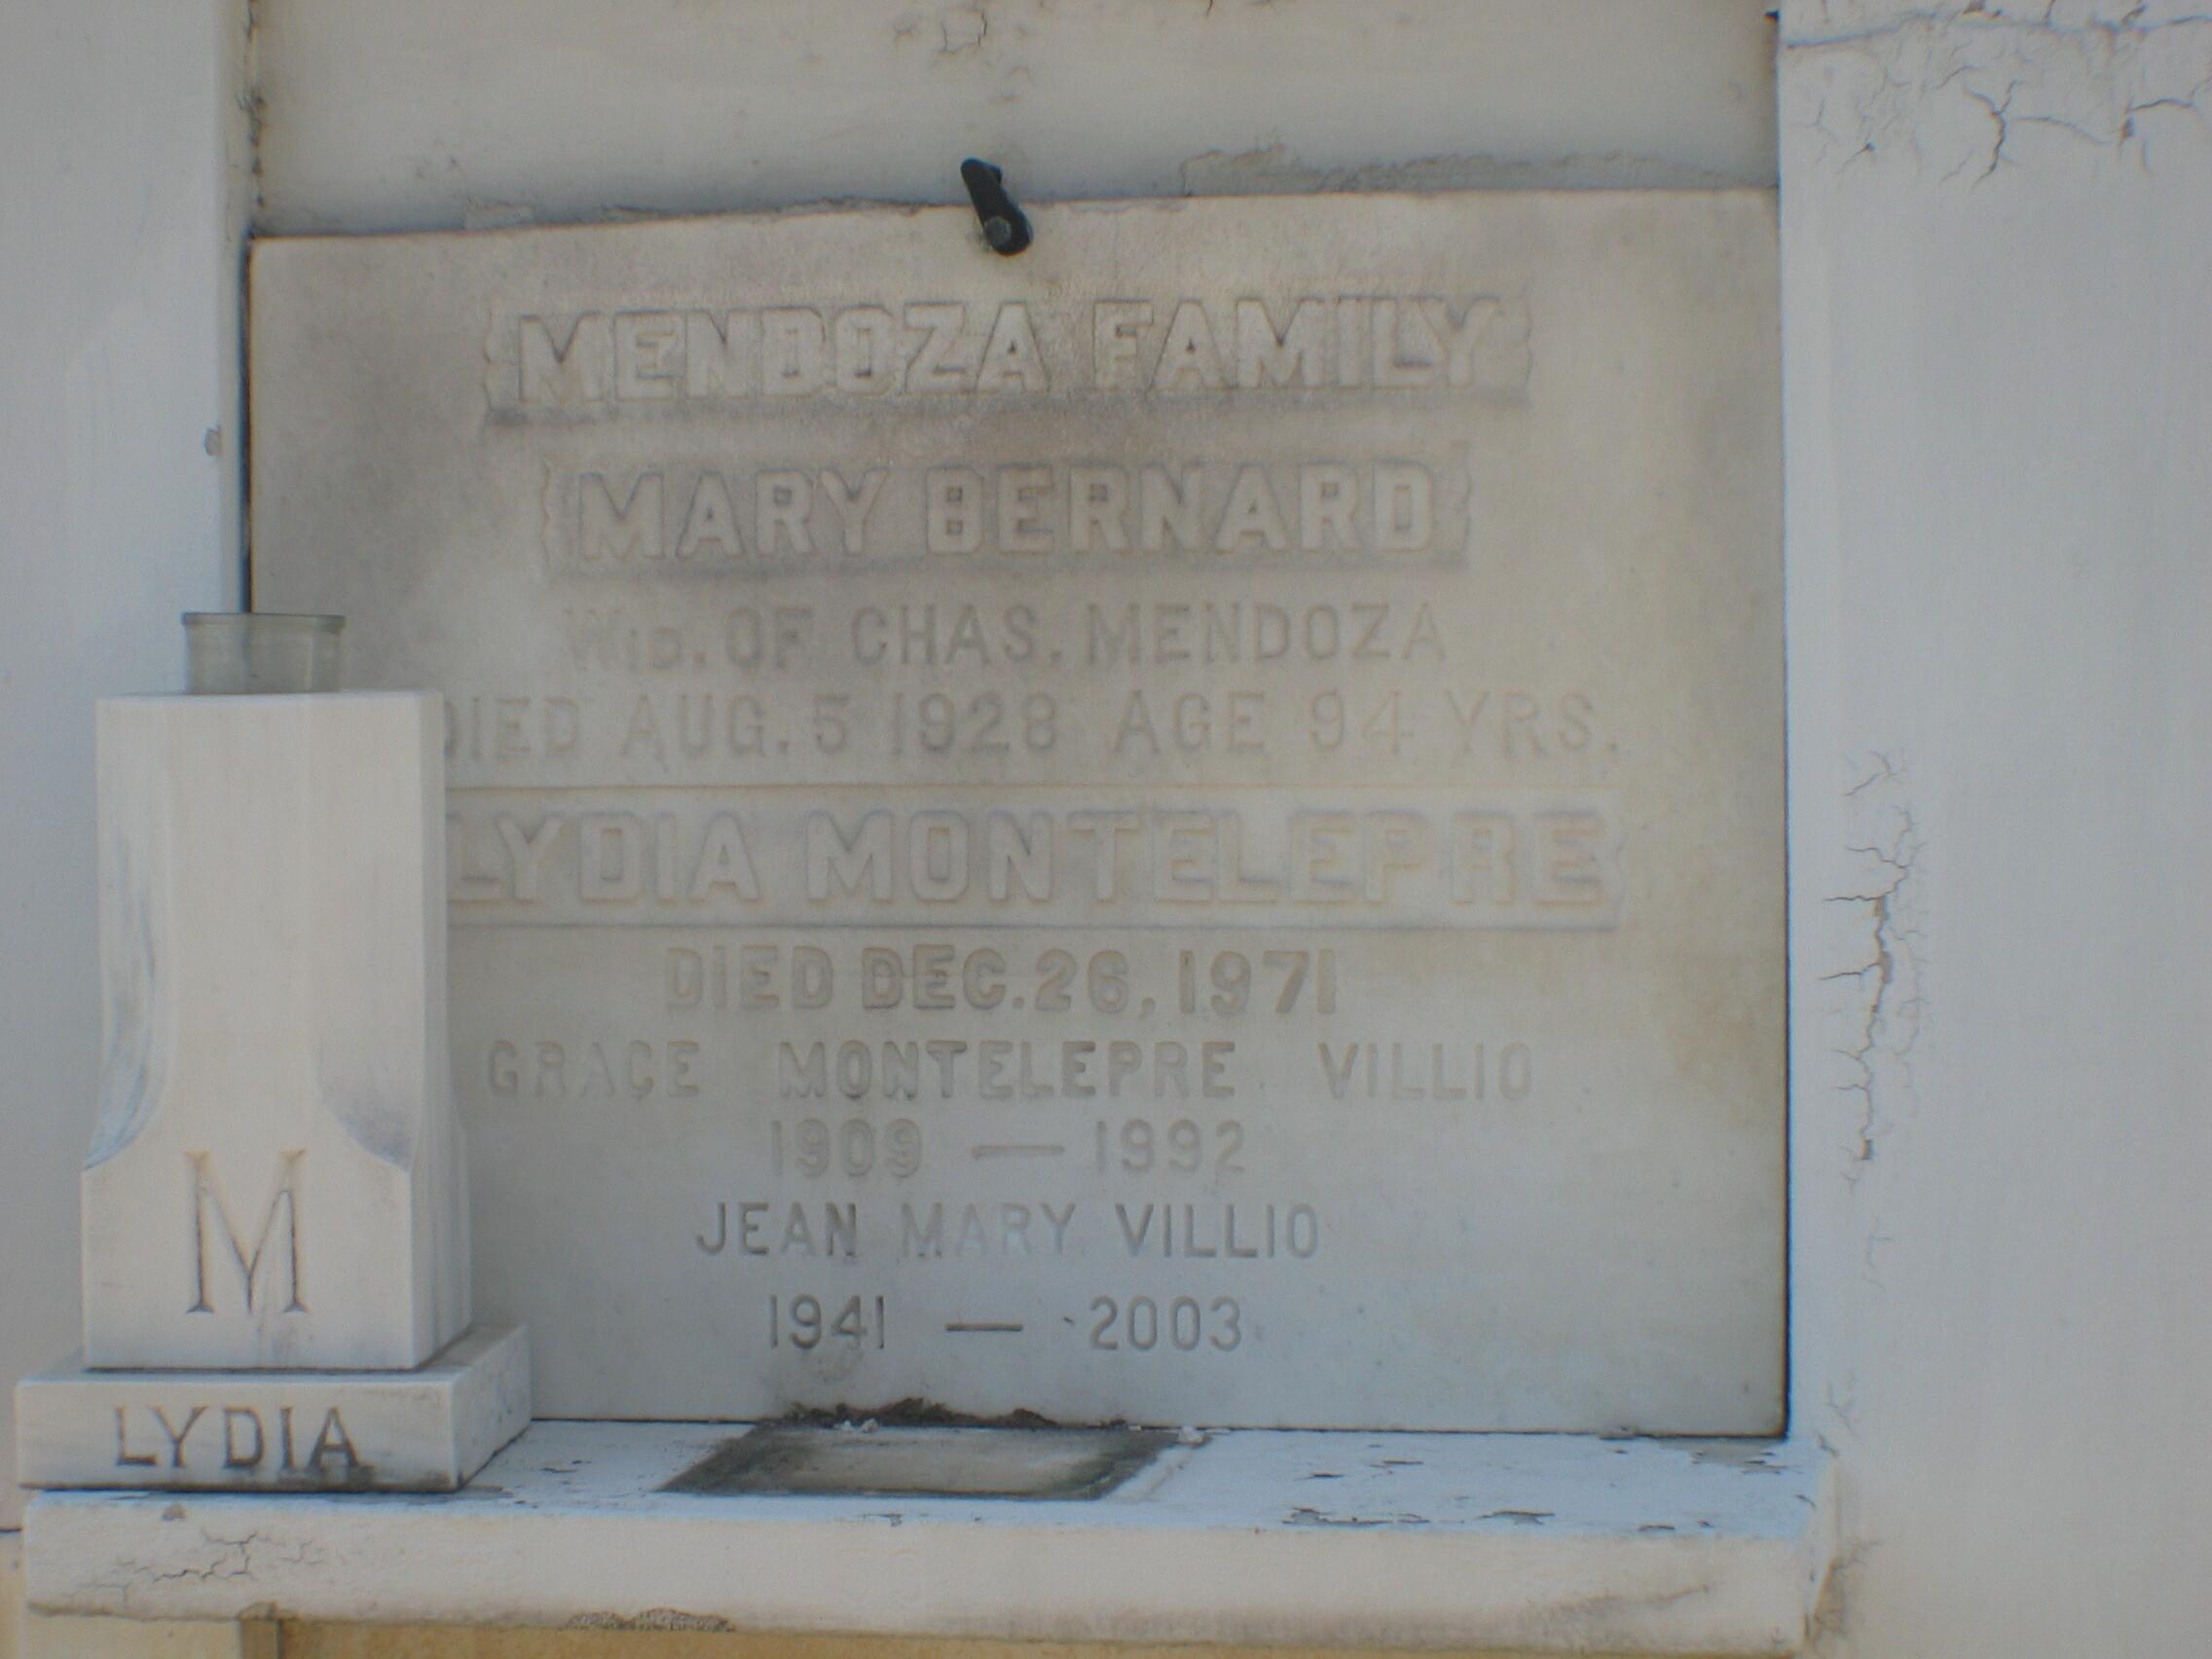 MENDOZA FAMILY
MARY BERNARD
WID. OF CHAS. MENDOZA
DIED AUG. 5 1928 AGE 94 YRS.
LYDIA MONTELEPRE
DIED DEC. 26, 1971
GRACE MONTELEPRE VILLIO
1909 — 1992
JEAN MARY VILLIO
1941 — 2003
M
LYDIA